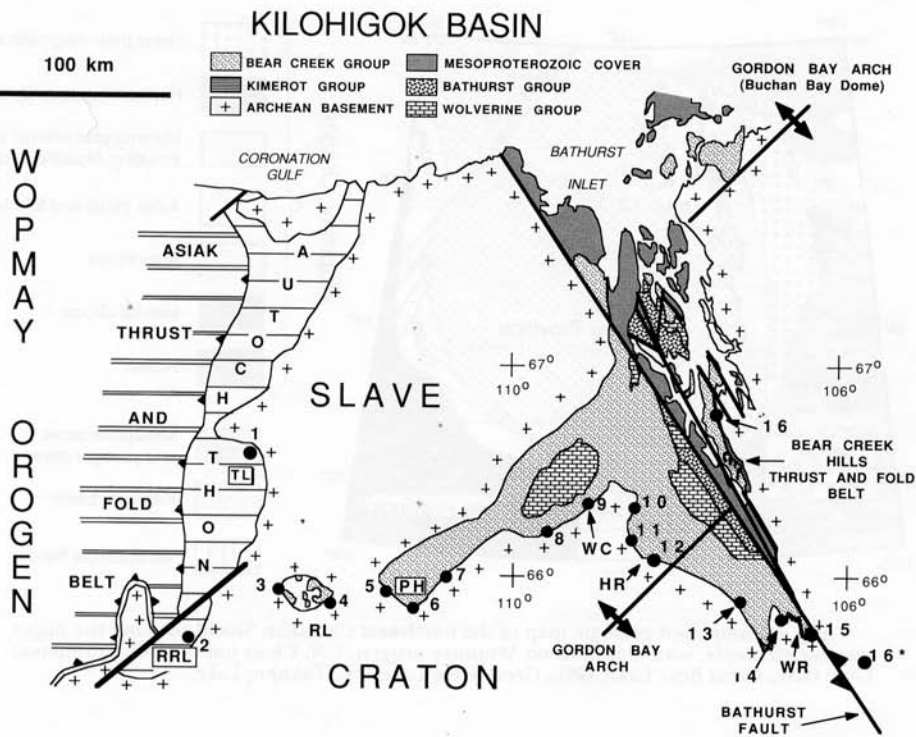 KILOHIGOK BASIN
100 km
BEAR CREEK GROUP
KIMEROT GROUP
ARCHEAN BASEMENT
MESOPROTEROZOIC COVER
BATHURST GROUP
WOLVERINE GROUP
GORDON BAY ARCH
(Buchan Bay Dome)
CORONATION
GULF
BATHURST
INLET
WOPMAY
OROGEN
ASIAK
THRUST
AND
FOLD
BELT
AUTOCHTHON
SLAVE
CRATON
67°
110°
67°
106°
66°
110°
66°
106°
1
TL
2
RRL
3
4
RL
5
PH
6
7
8
9
WC
10
11
12
HR
13
14
WR
15
16
16*
BEAR CREEK
HILLS
THRUST AND FOLD
BELT
GORDON BAY
ARCH
BATHURST
FAULT